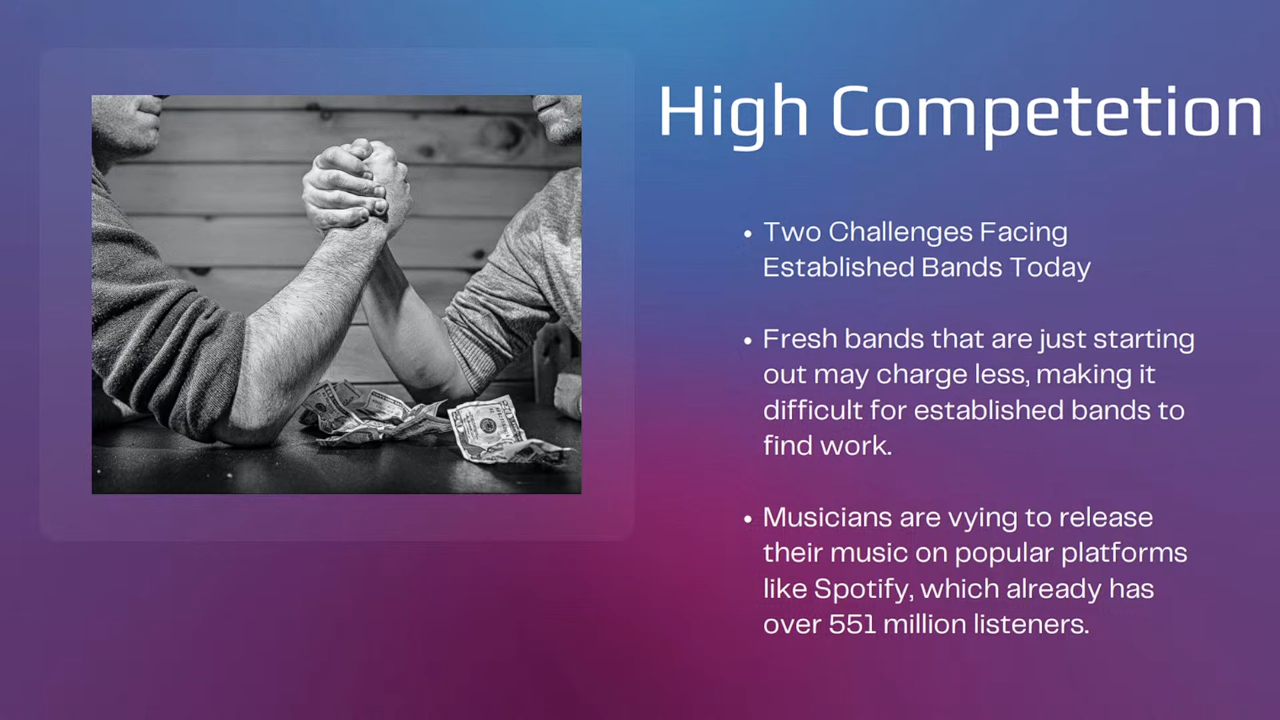 High Competetion
• Two Challenges Facing
Established Bands Today
• Fresh bands that are just starting
out may charge less, making it
difficult for established bands to
find work.
• Musicians are vying to release
their music on popular platforms
like Spotify, which already has
over 551 million listeners.